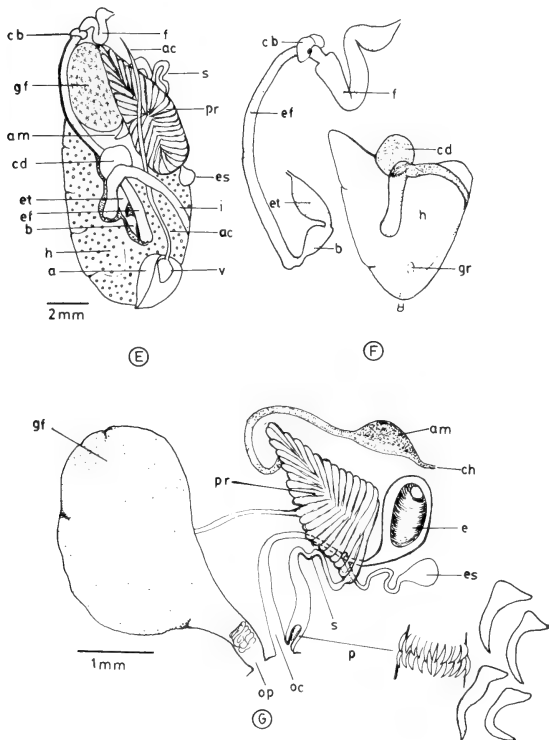 cb
f
ac
s
gf
pr
am
cd
es
et
i
ef
ac
b
h
a
v
2mm
E
cb
f
ef
cd
et
h
b
gr
F
gf
am
ch
pr
e
es
s
p
1mm
op
oc
G